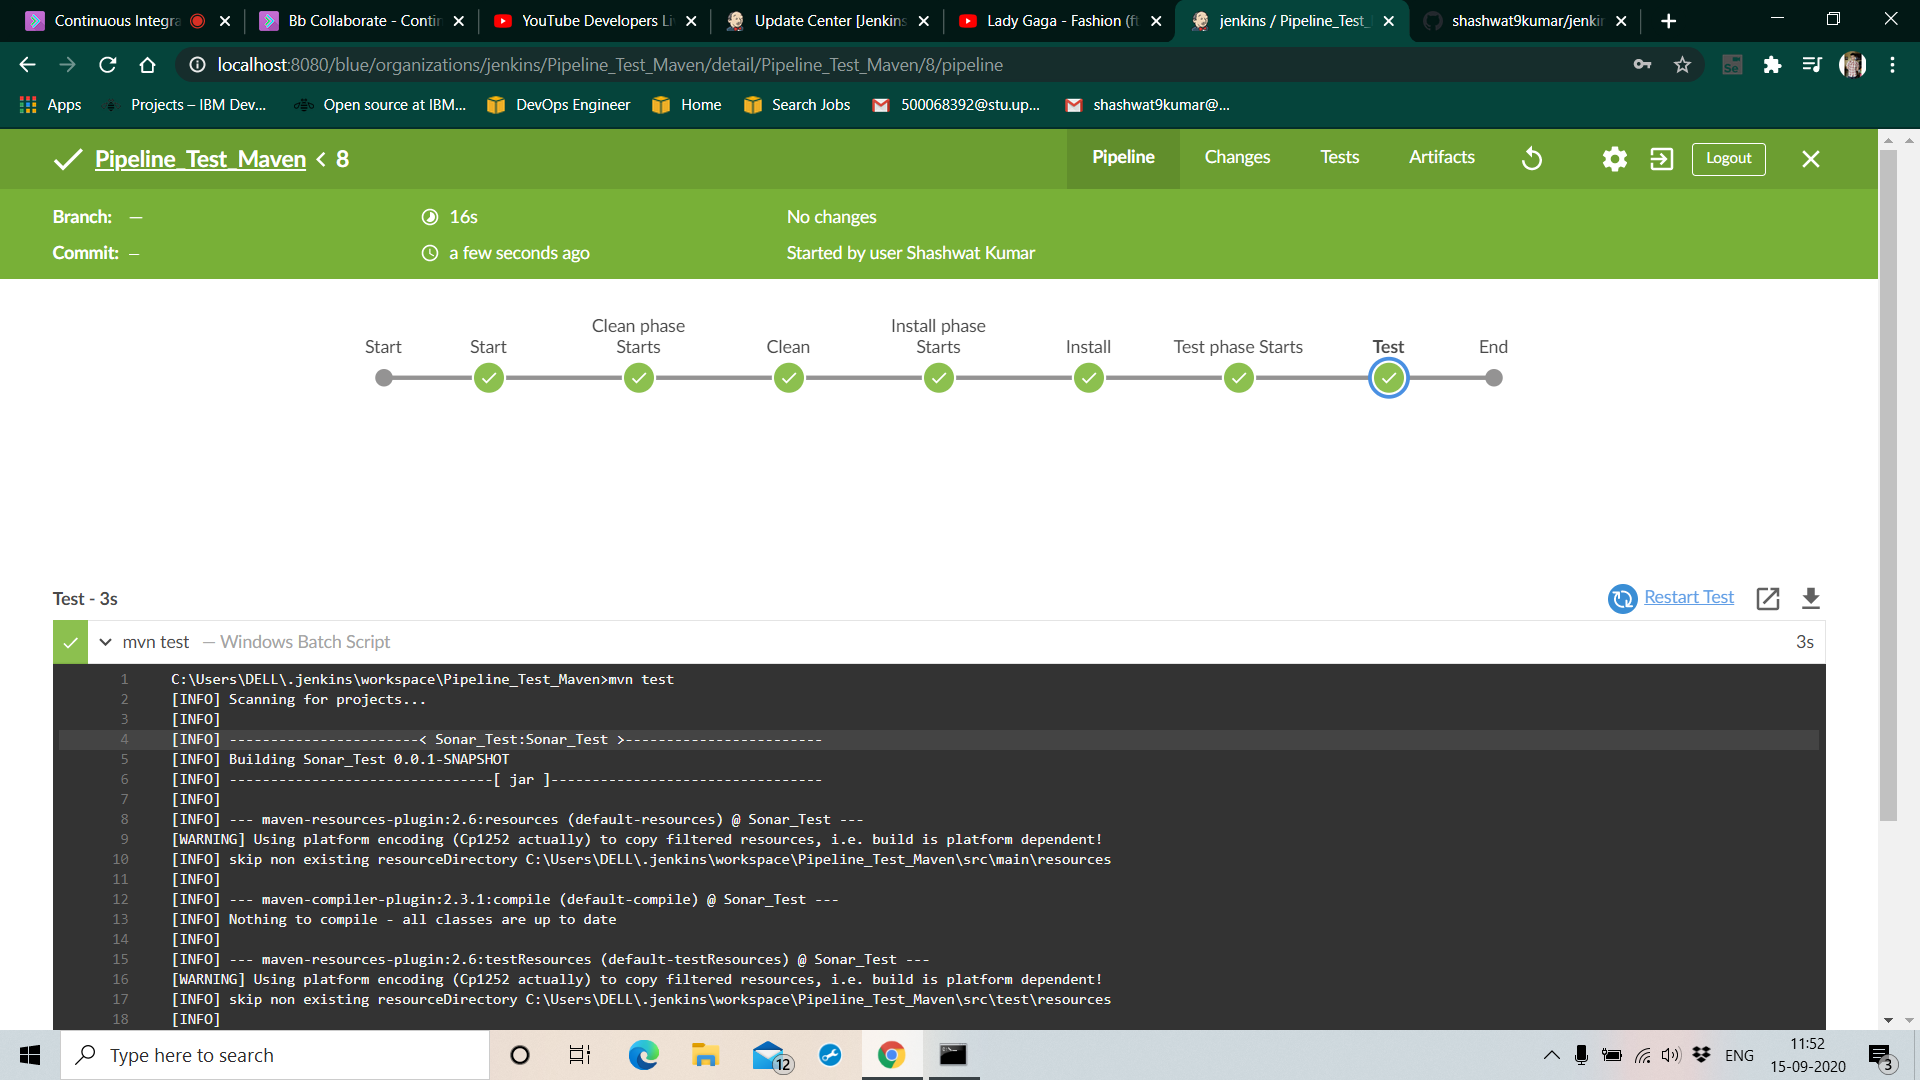 Continuous Integra
Bb Collaborate - Contin
YouTube Developers Li
Update Center [Jenkins
Lady Gaga - Fashion (ft
jenkins / Pipeline_Test_
shashwat9kumar/jenkin
localhost:8080/blue/organizations/jenkins/Pipeline_Test_Maven/detail/Pipeline_Test_Maven/8/pipeline
Apps
Projects – IBM Dev...
Open source at IBM...
DevOps Engineer
Home
Search Jobs
500068392@stu.up...
shashwat9kumar@...
Pipeline_Test_Maven < 8
Pipeline
Changes
Tests
Artifacts
Logout
Branch: —
16s
No changes
Commit: —
a few seconds ago
Started by user Shashwat Kumar
Start
Start
Clean phase
Starts
Clean
Install phase
Starts
Install
Test phase Starts
Test
End
Test - 3s
Restart Test
mvn test — Windows Batch Script
3s
1 C:\Users\DELL\.jenkins\workspace\Pipeline_Test_Maven>mvn test
2 [INFO] Scanning for projects...
3 [INFO]
4 [INFO] -----------------------< Sonar_Test:Sonar_Test >------------------------
5 [INFO] Building Sonar_Test 0.0.1-SNAPSHOT
6 [INFO] --------------------------------[ jar ]---------------------------------
7 [INFO]
8 [INFO] --- maven-resources-plugin:2.6:resources (default-resources) @ Sonar_Test ---
9 [WARNING] Using platform encoding (Cp1252 actually) to copy filtered resources, i.e. build is platform dependent!
10 [INFO] skip non existing resourceDirectory C:\Users\DELL\.jenkins\workspace\Pipeline_Test_Maven\src\main\resources
11 [INFO]
12 [INFO] --- maven-compiler-plugin:2.3.1:compile (default-compile) @ Sonar_Test ---
13 [INFO] Nothing to compile - all classes are up to date
14 [INFO]
15 [INFO] --- maven-resources-plugin:2.6:testResources (default-testResources) @ Sonar_Test ---
16 [WARNING] Using platform encoding (Cp1252 actually) to copy filtered resources, i.e. build is platform dependent!
17 [INFO] skip non existing resourceDirectory C:\Users\DELL\.jenkins\workspace\Pipeline_Test_Maven\src\test\resources
18 [INFO]
Type here to search
12
ENG
11:52
15-09-2020
3